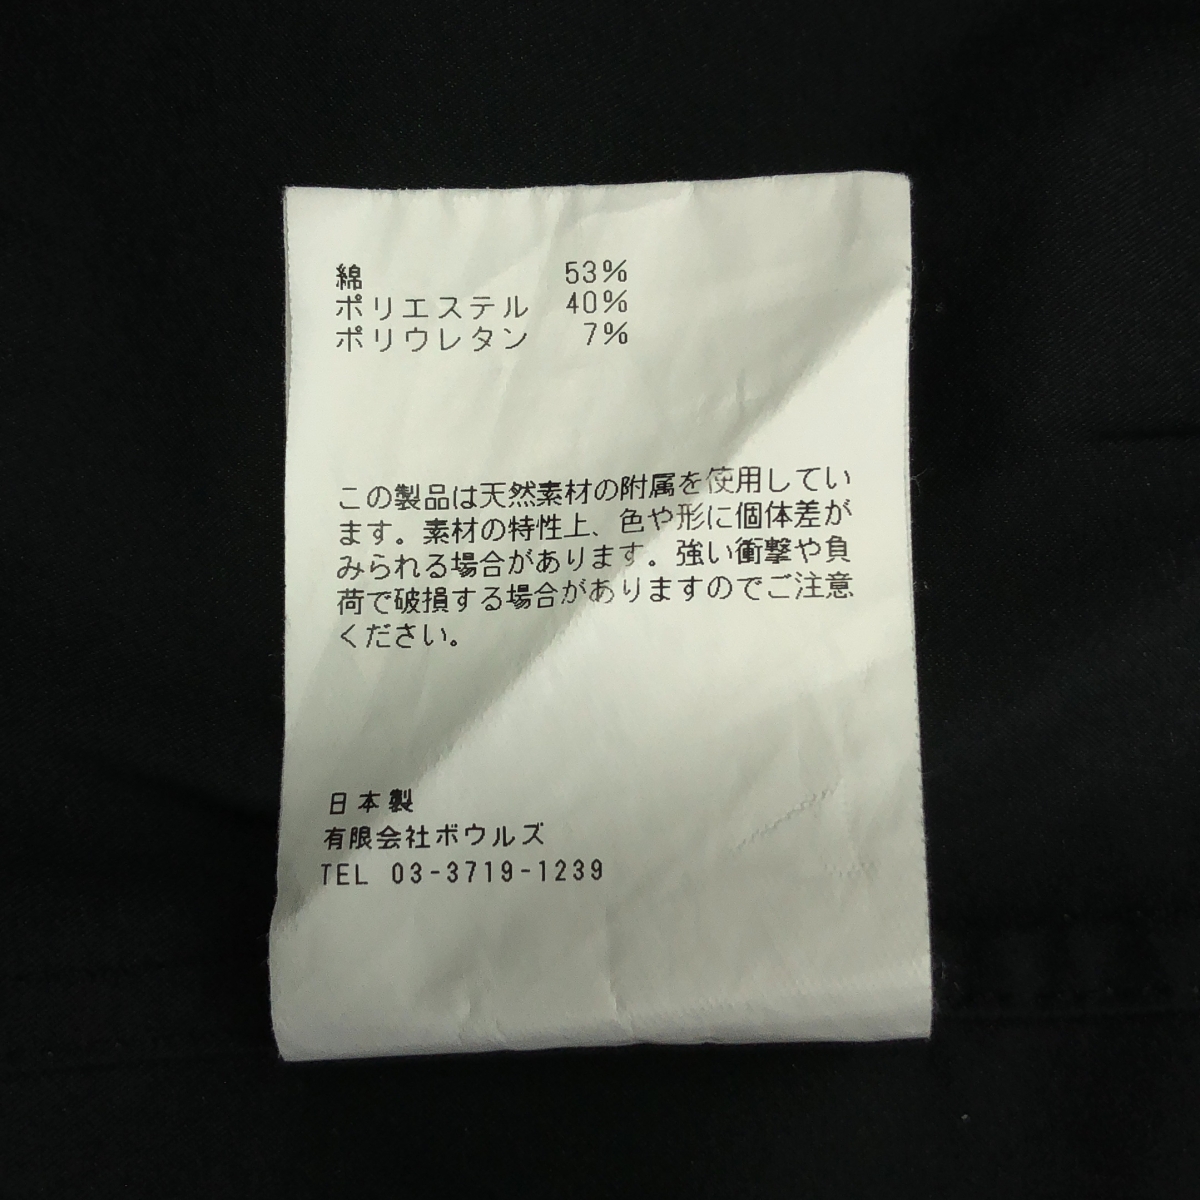 綿 53%
ポリエステル 40%
ポリウレタン 7%
この製品は天然素材の附属を使用してい
ます。素材の特性上、色や形に個体差が
みられる場合があります。強い衝撃や負
荷で破損する場合がありますのでご注意
ください。
日本製
有限会社ボウルズ
TEL 03-3719-1239